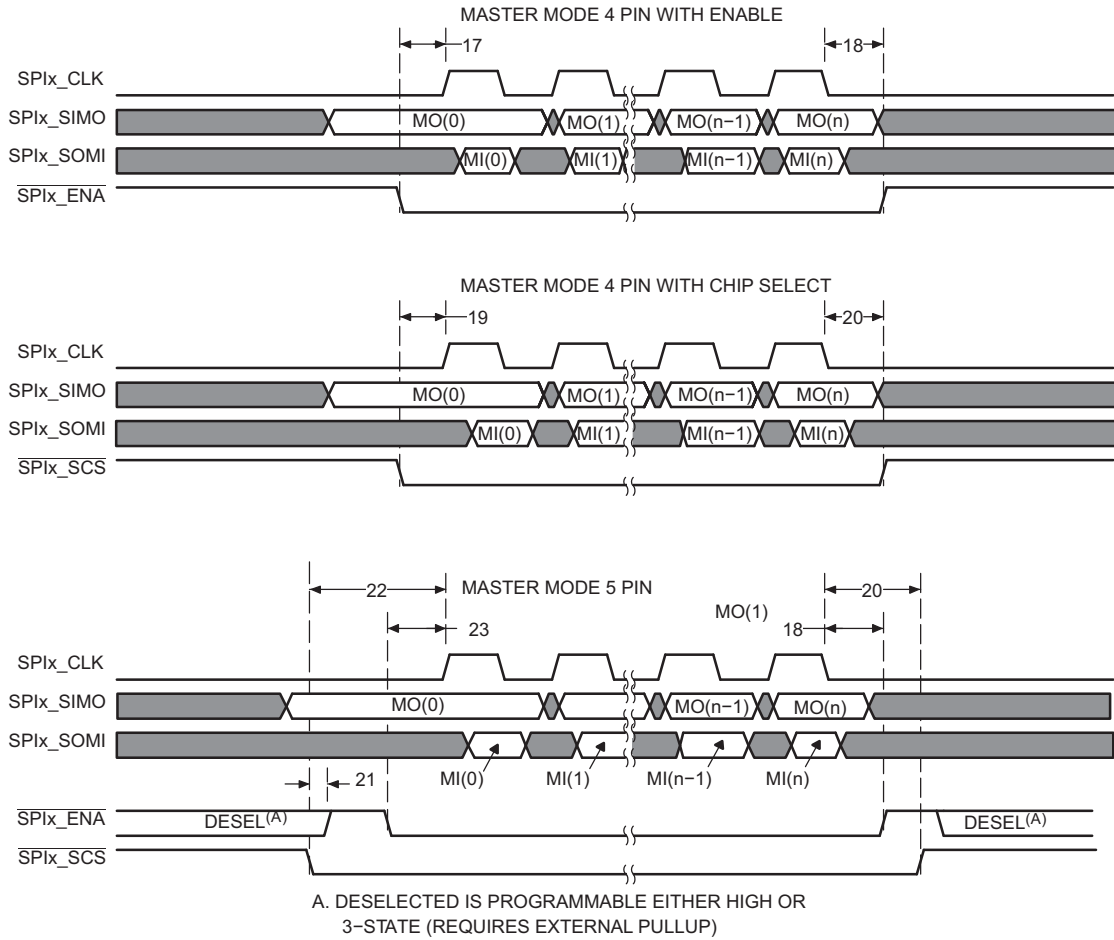 MASTER MODE 4 PIN WITH ENABLE
17
18
SPIx_CLK
SPIx_SIMO
MO(0)
MO(1)
MO(n−1)
MO(n)
SPIx_SOMI
MI(0)
MI(1)
MI(n−1)
MI(n)
SPIx_ENA
MASTER MODE 4 PIN WITH CHIP SELECT
19
20
SPIx_CLK
SPIx_SIMO
MO(0)
MO(1)
MO(n−1)
MO(n)
SPIx_SOMI
MI(0)
MI(1)
MI(n−1)
MI(n)
SPIx_SCS
22
MASTER MODE 5 PIN
20
MO(1)
23
18
SPIx_CLK
SPIx_SIMO
MO(0)
MO(n−1)
MO(n)
SPIx_SOMI
MI(0)
MI(1)
MI(n−1)
MI(n)
21
SPIx_ENA
DESEL(A)
DESEL(A)
SPIx_SCS
A. DESELECTED IS PROGRAMMABLE EITHER HIGH OR
3−STATE (REQUIRES EXTERNAL PULLUP)